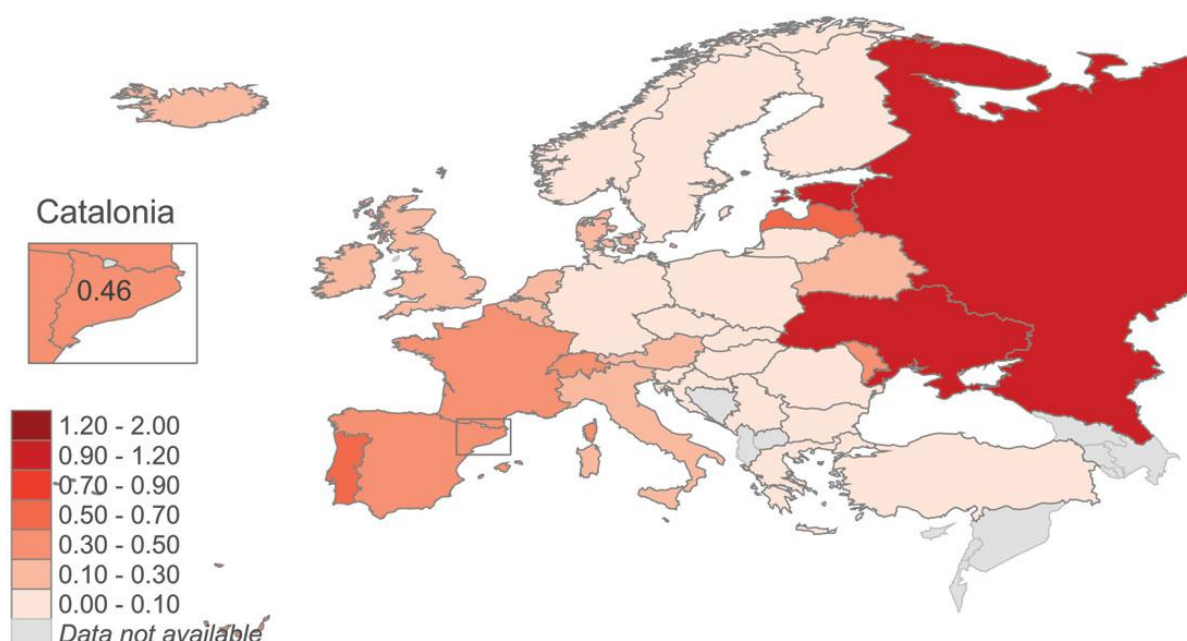 Catalonia
0.46
1.20 - 2.00
0.90 - 1.20
0.70 - 0.90
0.50 - 0.70
0.30 - 0.50
0.10 - 0.30
0.00 - 0.10
Data not available